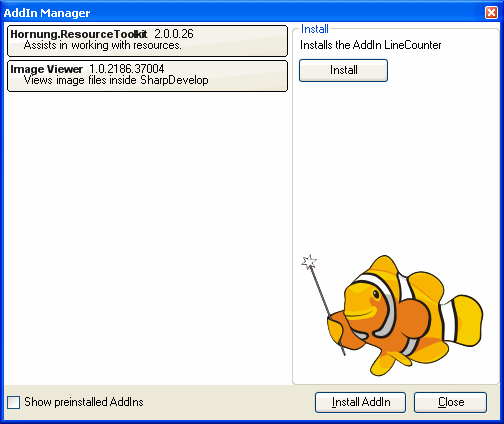 AddIn Manager
Hornung.ResourceToolkit 2.0.0.26
Assists in working with resources.
Image Viewer 1.0.2186.37004
Views image files inside SharpDevelop
Install
Installs the AddIn LineCounter
Install
Show preinstalled AddIns
Install AddIn
Close